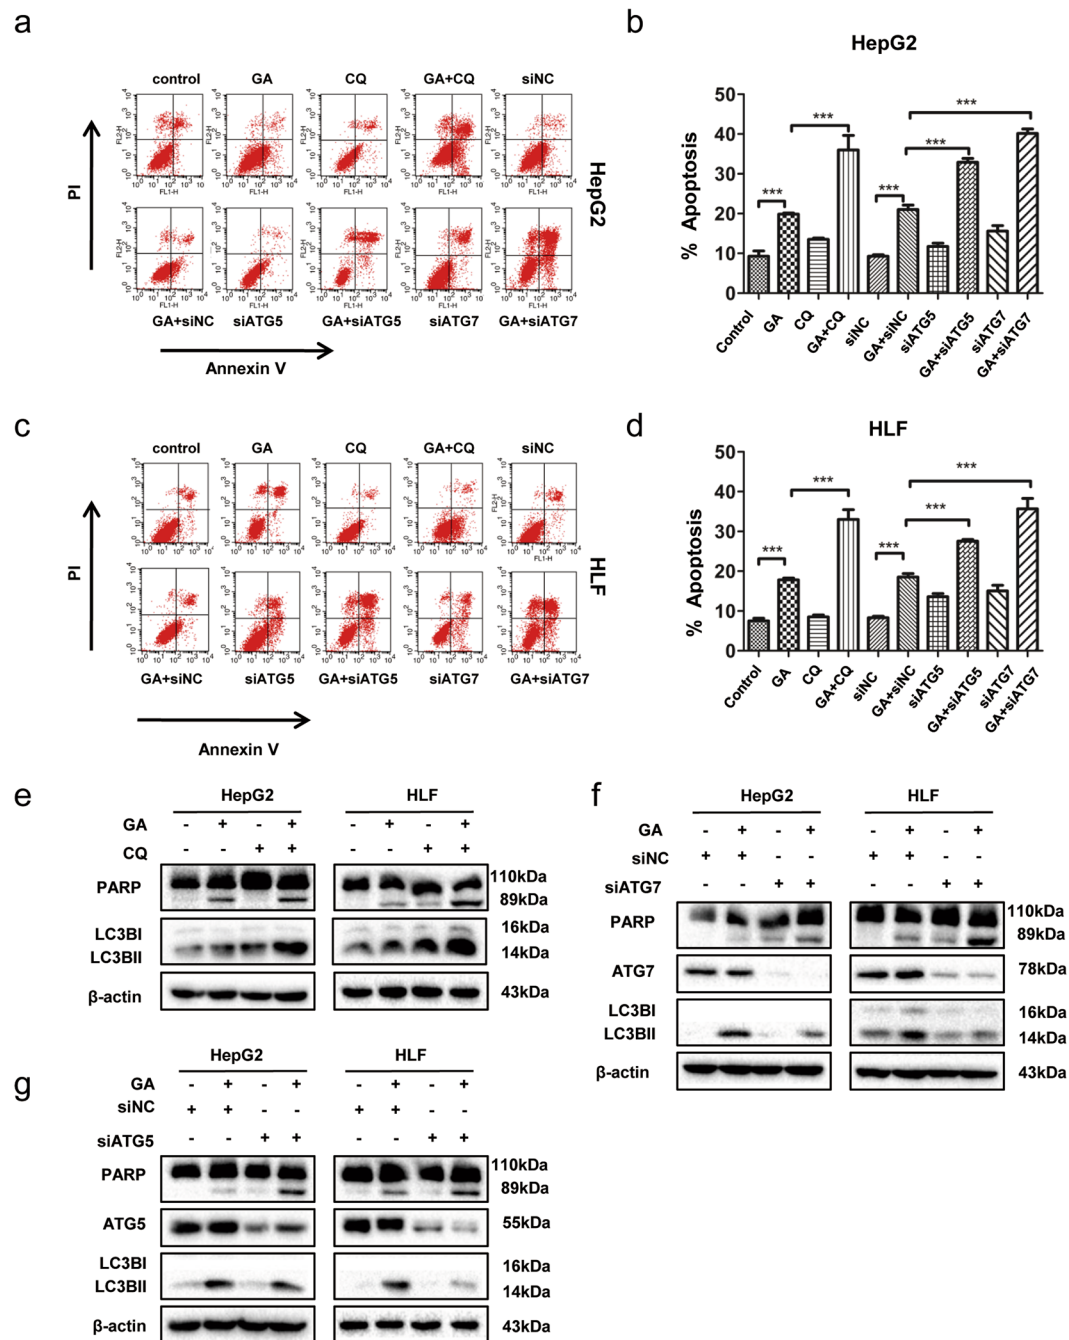 a
control GA CQ GA+CQ siNC
PI
HepG2
GA+siNC siATG5 GA+siATG5 siATG7 GA+siATG7
Annexin V
FL2-H
FL1-H
b
HepG2
% Apoptosis
50
40
30
20
10
0
*** *** *** *** ***
Control GA CQ GA+CQ siNC GA+siNC siATG5 GA+siATG5 siATG7 GA+siATG7
c
control GA CQ GA+CQ siNC
PI
HLF
FL2-H
FL1-H
GA+siNC siATG5 GA+siATG5 siATG7 GA+siATG7
Annexin V
d
HLF
% Apoptosis
50
40
30
20
10
0
*** *** *** *** ***
Control GA CQ GA+CQ siNC GA+siNC siATG5 GA+siATG5 siATG7 GA+siATG7
e
HepG2 HLF
GA - + - + - + - +
CQ - - + + - - + +
PARP 110kDa
89kDa
LC3BI 16kDa
LC3BII 14kDa
β-actin 43kDa
f
HepG2 HLF
GA - + - + - + - +
siNC + + - - + + - -
siATG7 - - + + - - + +
PARP 110kDa
89kDa
ATG7 78kDa
LC3BI 16kDa
LC3BII 14kDa
β-actin 43kDa
g
HepG2 HLF
GA - + - + - + - +
siNC + + - - + + - -
siATG5 - - + + - - + +
PARP 110kDa
89kDa
ATG5 55kDa
LC3BI 16kDa
LC3BII 14kDa
β-actin 43kDa